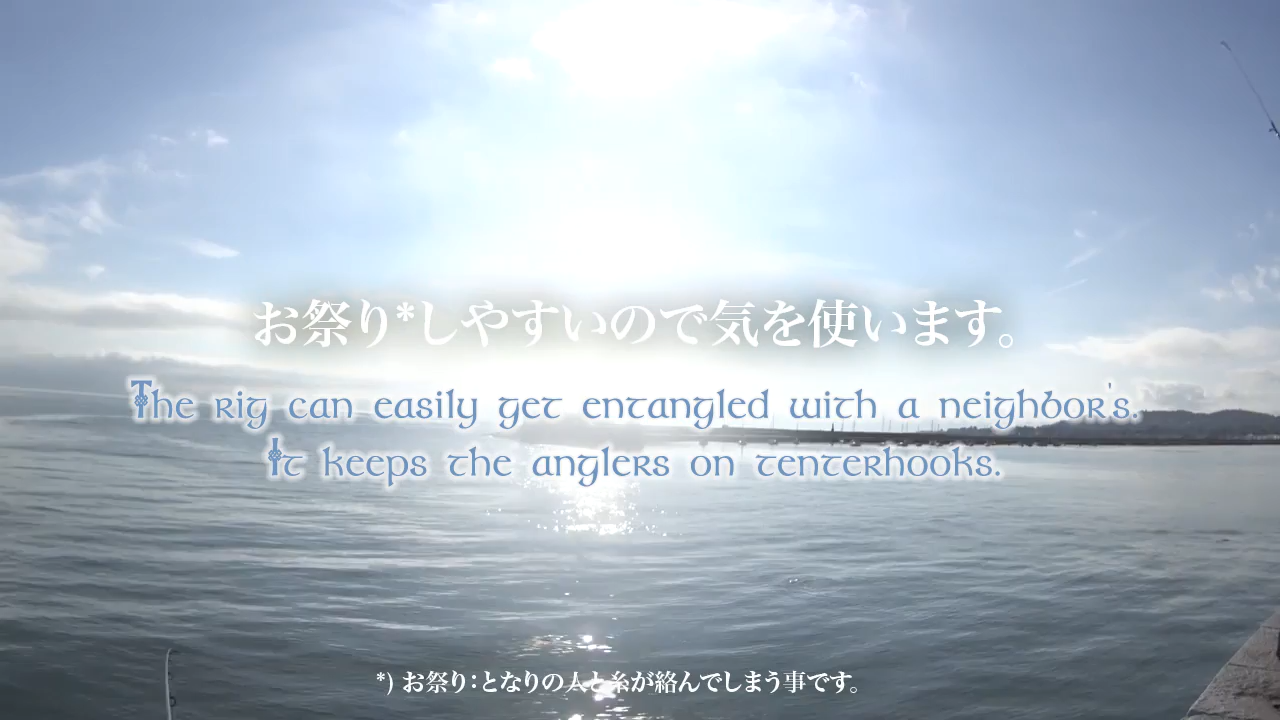 お祭り*しやすいので気を使います。
The rig can easily get entangled with a neighbor's.
It keeps the anglers on tenterhooks.
*) お祭り:となりの人と糸が絡んでしまう事です。